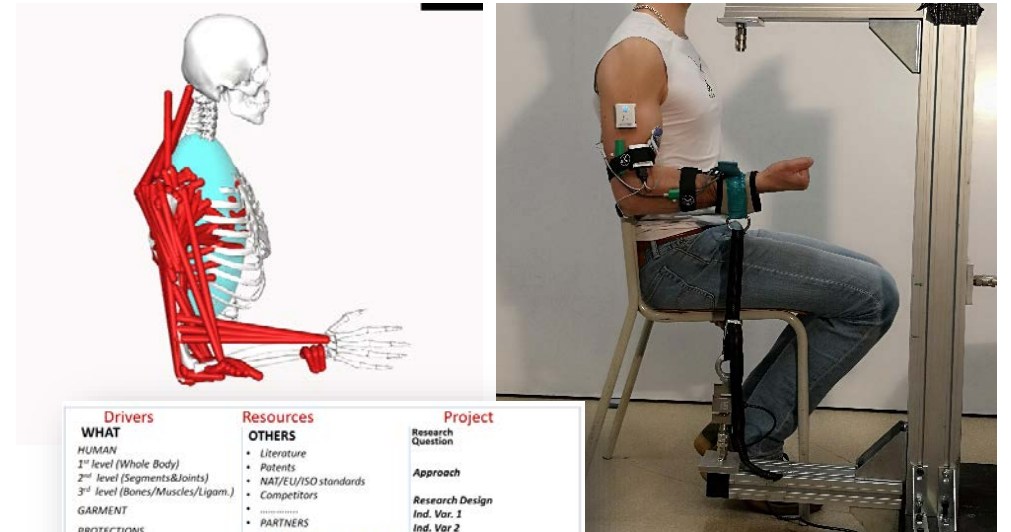 Drivers
WHAT
HUMAN
1st level (Whole Body)
2nd level (Segments&Joints)
3rd level (Bones/Muscles/Ligam.)
GARMENT
PROTECTIONS
Resources
OTHERS
• Literature
• Patents
• NAT/EU/ISO standards
• Competitors
• ..............
• PARTNERS
Project
Research
Question
Approach
Research Design
Ind. Var. 1
Ind. Var 2